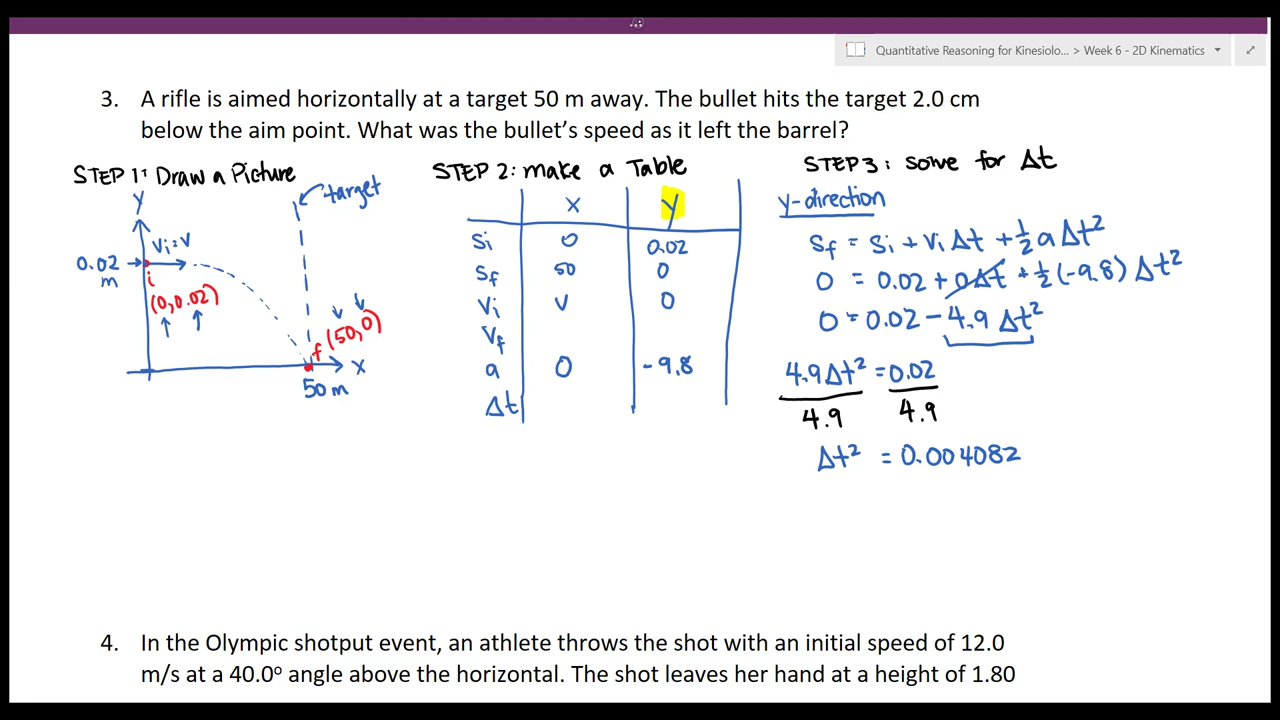 Quantitative Reasoning for Kinesiolo... > Week 6 - 2D Kinematics
3. A rifle is aimed horizontally at a target 50 m away. The bullet hits the target 2.0 cm
below the aim point. What was the bullet's speed as it left the barrel?
STEP 1: Draw a Picture
Y
target
Vi = V
0.02
m
i
(0,0.02)
f (50,0)
X
50 m
STEP 2: make a Table
X Y
Si 0 0.02
Sf 50 0
Vi V 0
Vf
a 0 -9.8
Δt
STEP 3: solve for Δt
y-direction
Sf = Si + Vi Δt + ½ a Δt²
0 = 0.02 + 0Δt + ½ (-9.8) Δt²
0 = 0.02 - 4.9 Δt²
4.9 Δt² = 0.02
4.9 4.9
Δt² = 0.004082
4. In the Olympic shotput event, an athlete throws the shot with an initial speed of 12.0
m/s at a 40.0º angle above the horizontal. The shot leaves her hand at a height of 1.80